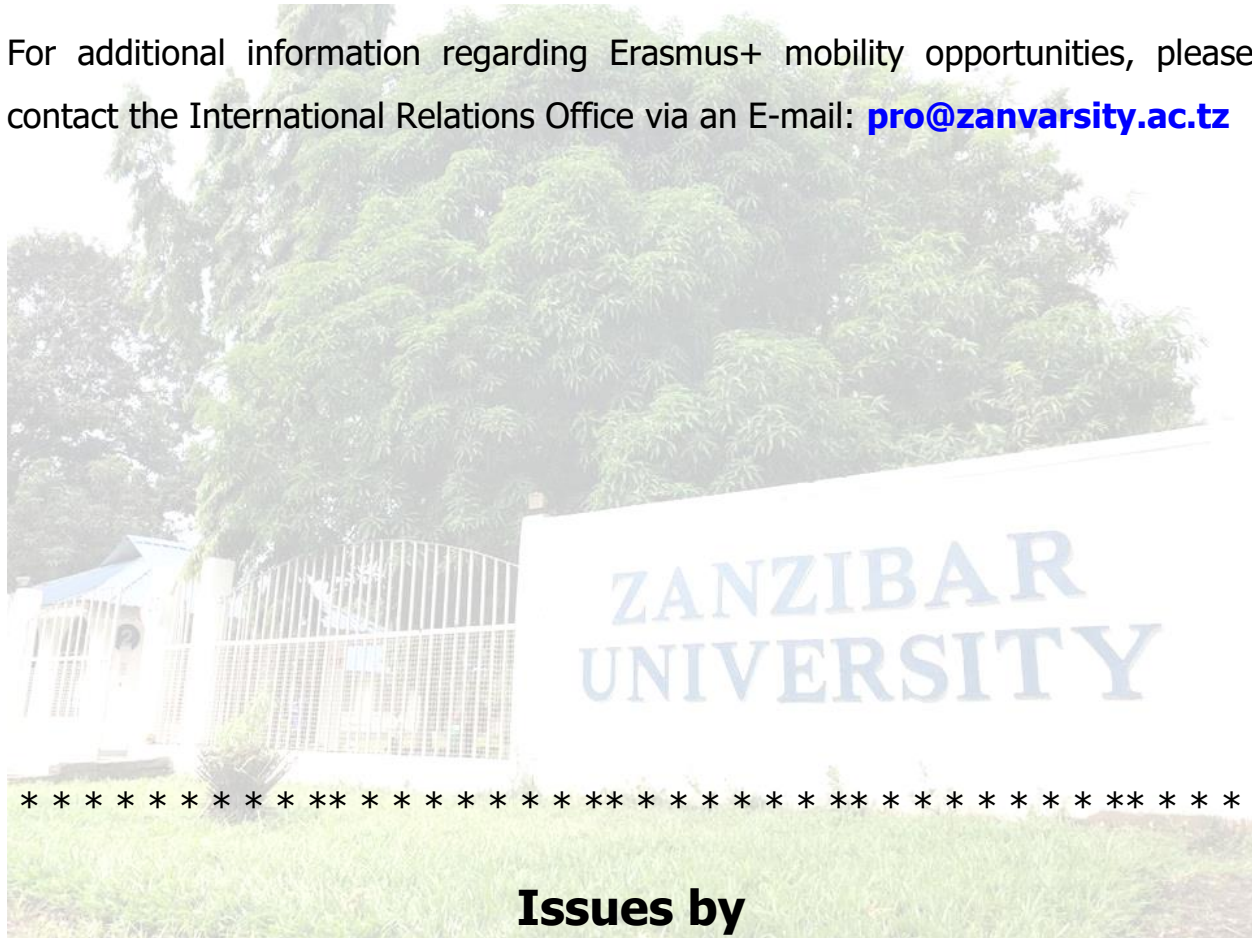 For additional information regarding Erasmus+ mobility opportunities, please
contact the International Relations Office via an E-mail: pro@zanvarsity.ac.tz
ZANZIBAR
UNIVERSITY
* * * * * * * * * ** * * * * * * * ** * * * * * * ** * * * * * * * ** * * *
Issues by